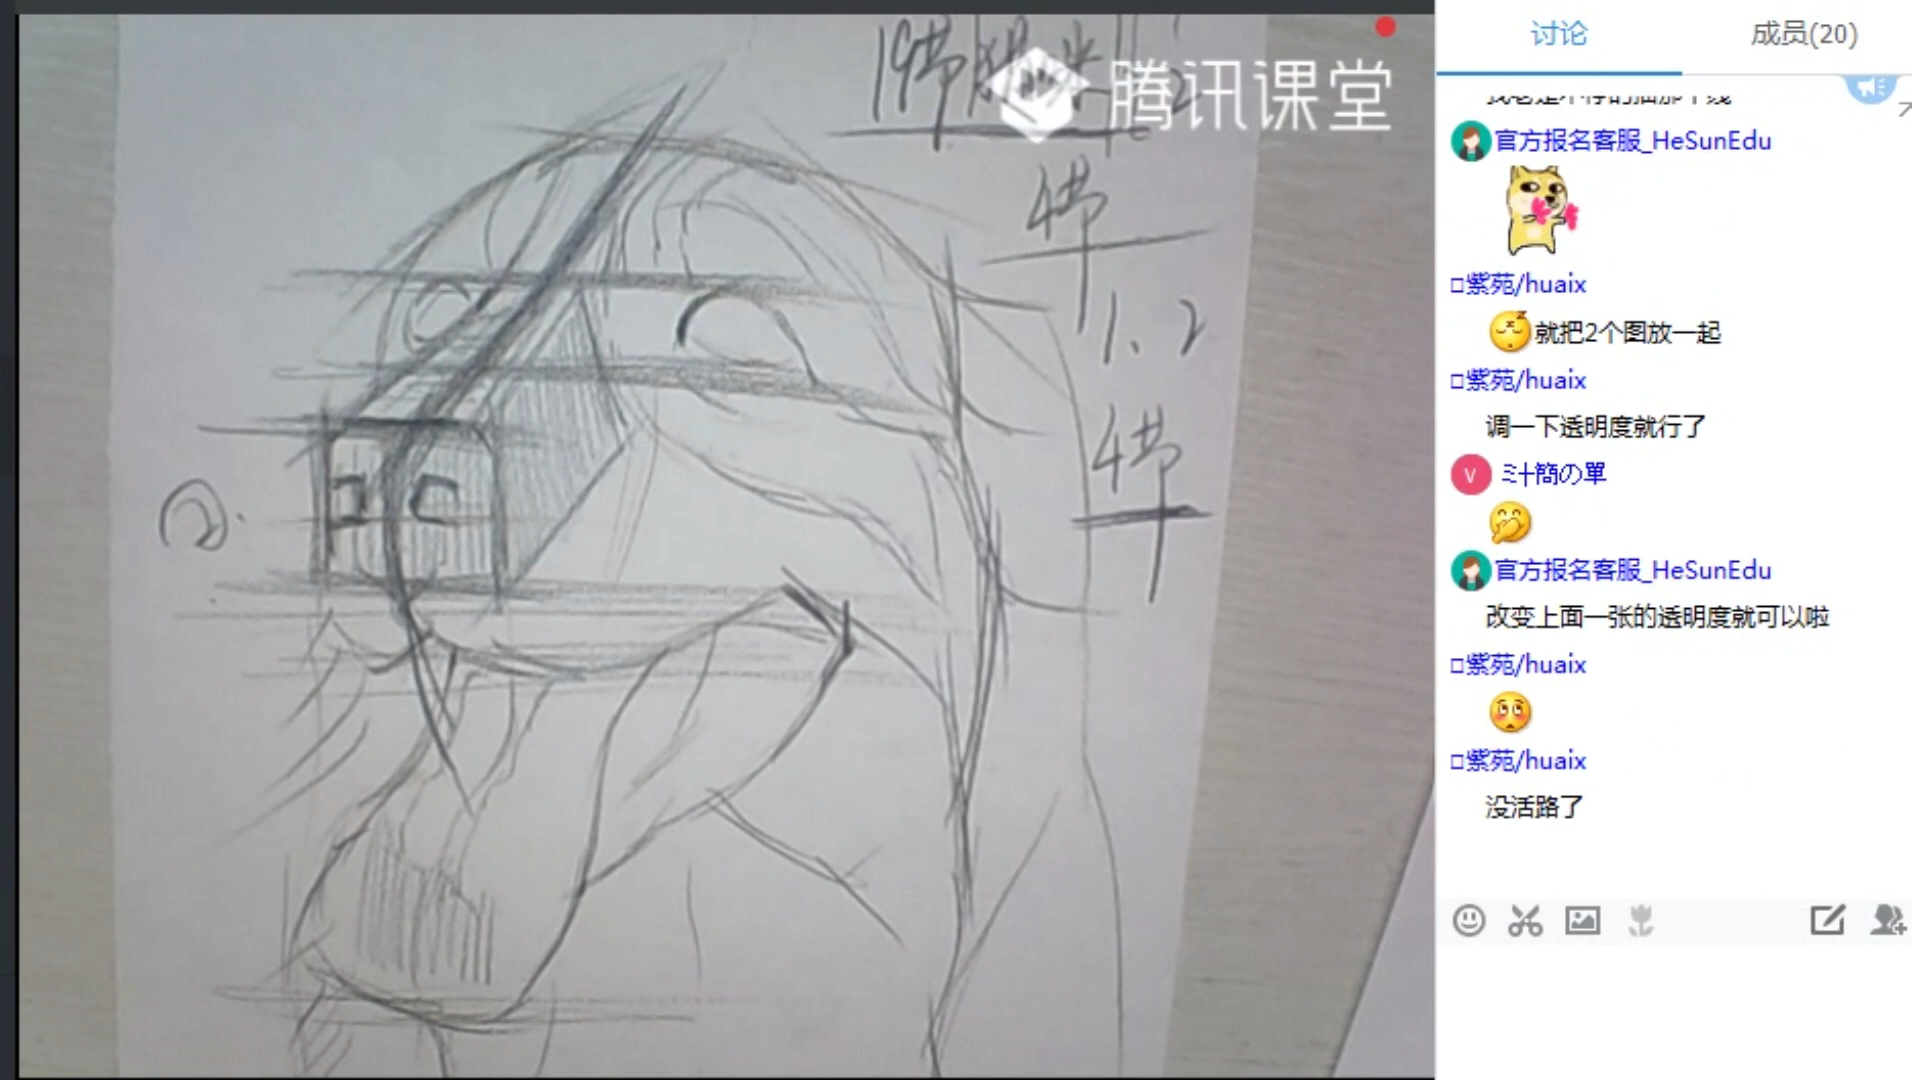 腾讯课堂
1、2
②
讨论
成员(20)
官方报名客服_HeSunEdu
□紫苑/huaix
就把2个图放一起
□紫苑/huaix
调一下透明度就行了
V
ミ十簡の單
官方报名客服_HeSunEdu
改变上面一张的透明度就可以啦
□紫苑/huaix
□紫苑/huaix
没活路了